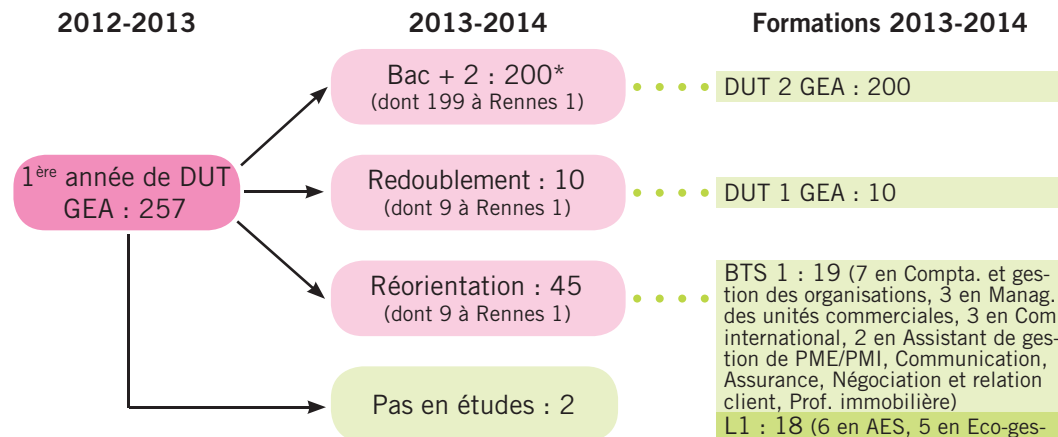 2012-2013
2013-2014
Formations 2013-2014
1ère année de DUT
GEA : 257
Bac + 2 : 200*
(dont 199 à Rennes 1)
DUT 2 GEA : 200
Redoublement : 10
(dont 9 à Rennes 1)
DUT 1 GEA : 10
Réorientation : 45
(dont 9 à Rennes 1)
BTS 1 : 19 (7 en Compta. et ges-
tion des organisations, 3 en Manag.
des unités commerciales, 3 en Com
international, 2 en Assistant de ges-
tion de PME/PMI, Communication,
Assurance, Négociation et relation
client, Prof. immobilière)
L1 : 18 (6 en AES, 5 en Eco-ges-
Pas en études : 2